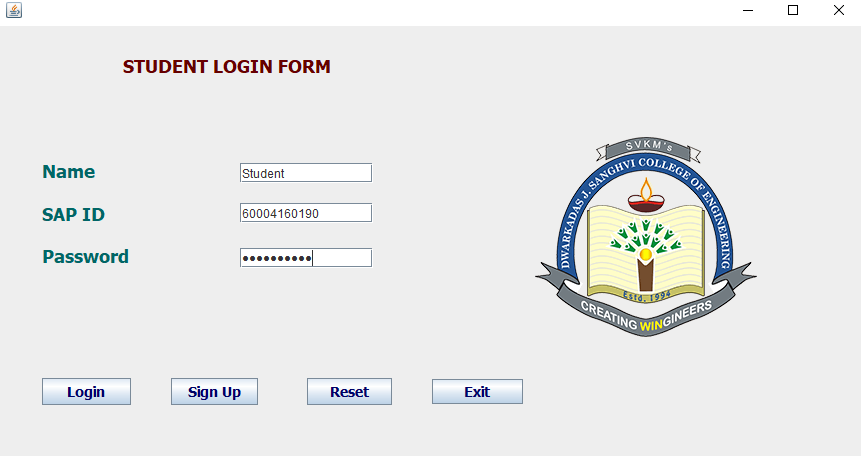 STUDENT LOGIN FORM
Name
Student
SAP ID
60004160190
Password
••••••••••
SVKM's
DWARKADAS J. SANGHVI COLLEGE OF ENGINEERING
Estd. 1994
CREATING WINGINEERS
Login
Sign Up
Reset
Exit